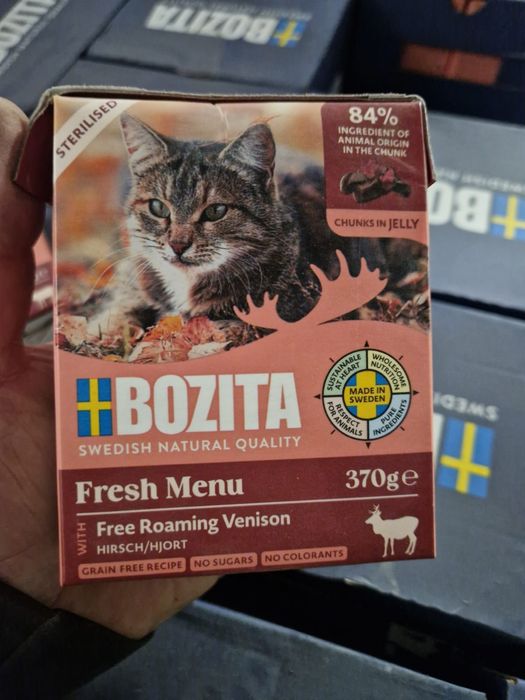 STERILISED
84%
INGREDIENT OF
ANIMAL ORIGIN
IN THE CHUNK
CHUNKS IN JELLY
SUSTAINABLE
AT HEART
WHOLESOME
NUTRITION
MADE IN
SWEDEN
RESPECT
FOR ANIMALS
PURE
INGREDIENTS
BOZITA
SWEDISH NATURAL QUALITY
Fresh Menu
370g℮
WITH
Free Roaming Venison
HIRSCH/HJORT
GRAIN FREE RECIPE
NO SUGARS
NO COLORANTS
BOZITA